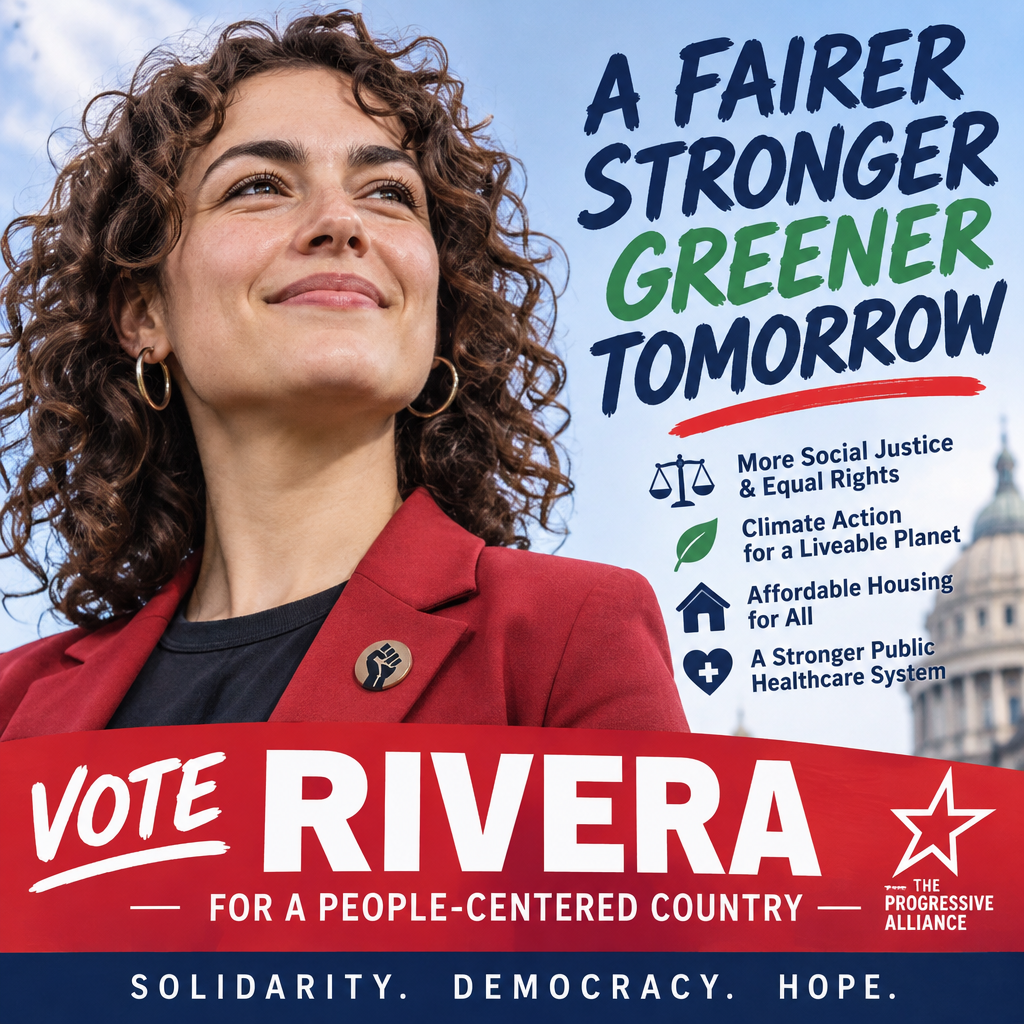 A FAIRER
STRONGER
GREENER
TOMORROW
More Social Justice
& Equal Rights
Climate Action
for a Liveable Planet
Affordable Housing
for All
A Stronger Public
Healthcare System
VOTE RIVERA
FOR A PEOPLE-CENTERED COUNTRY
THE
PROGRESSIVE
ALLIANCE
SOLIDARITY. DEMOCRACY. HOPE.